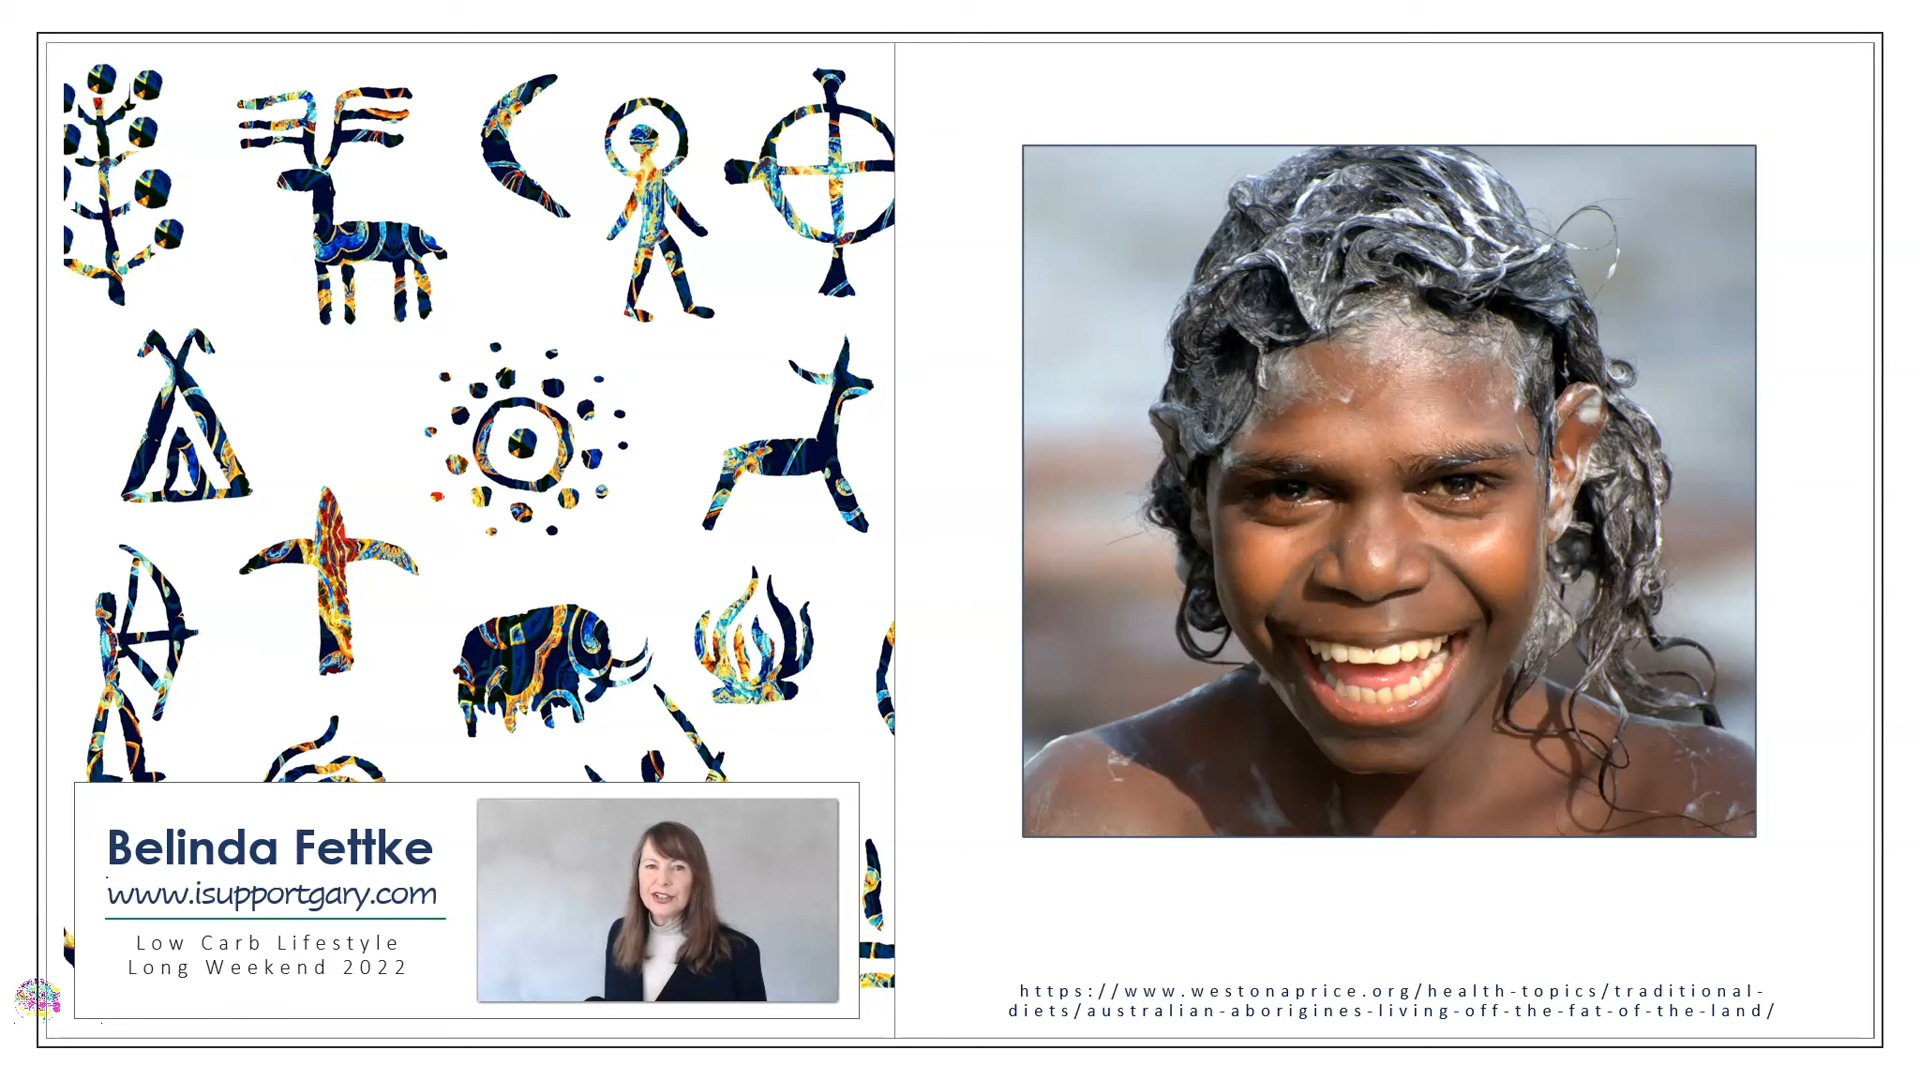 Belinda Fettke
www.isupportgary.com
Low Carb Lifestyle
Long Weekend 2022
https://www.westonaprice.org/health-topics/traditional-
diets/australian-aborigines-living-off-the-fat-of-the-land/